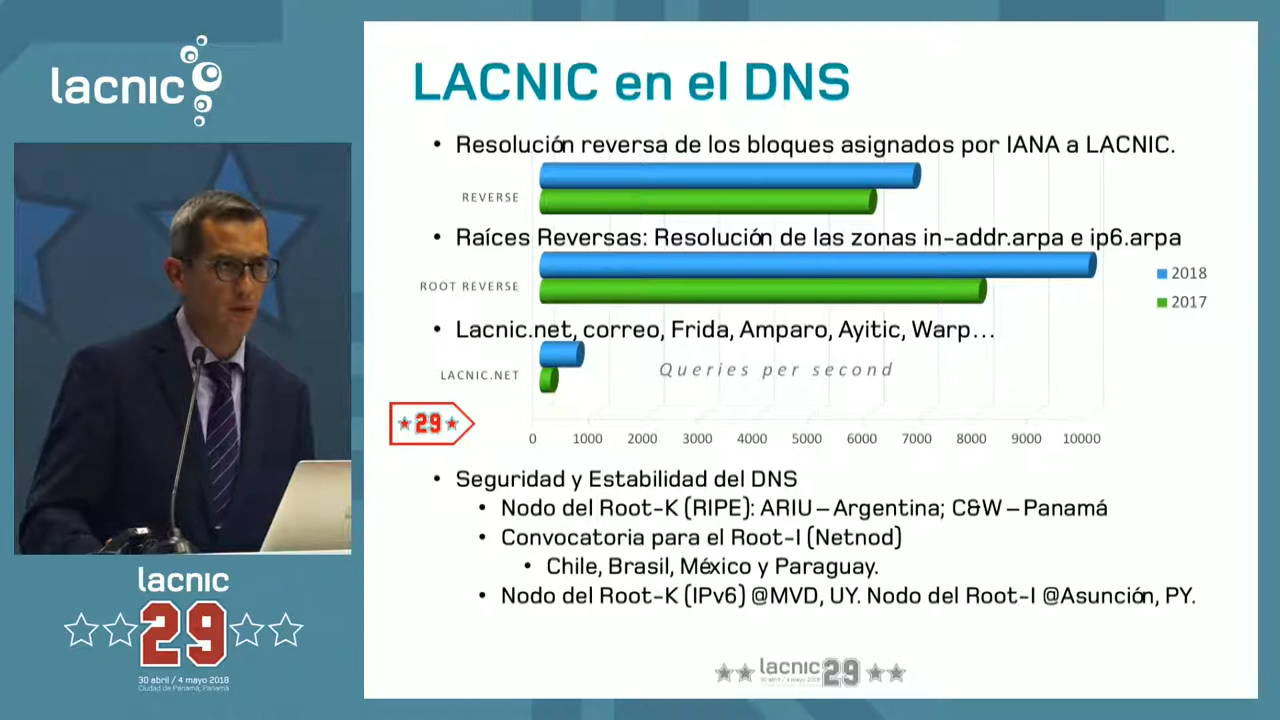 lacnic
LACNIC en el DNS
• Resolución reversa de los bloques asignados por IANA a LACNIC.
REVERSE
• Raíces Reversas: Resolución de las zonas in-addr.arpa e ip6.arpa
ROOT REVERSE
2018
2017
• Lacnic.net, correo, Frida, Amparo, Ayitic, Warp...
LACNIC.NET
Queries per second
29
0 1000 2000 3000 4000 5000 6000 7000 8000 9000 10000
• Seguridad y Estabilidad del DNS
• Nodo del Root-K (RIPE): ARIU – Argentina; C&W – Panamá
• Convocatoria para el Root-I (Netnod)
• Chile, Brasil, México y Paraguay.
• Nodo del Root-K (IPv6) @MVD, UY. Nodo del Root-I @Asunción, PY.
lacnic
29
30 abril / 4 mayo 2018
Ciudad de Panamá, Panamá
lacnic 29
30 abril / 4 mayo 2018